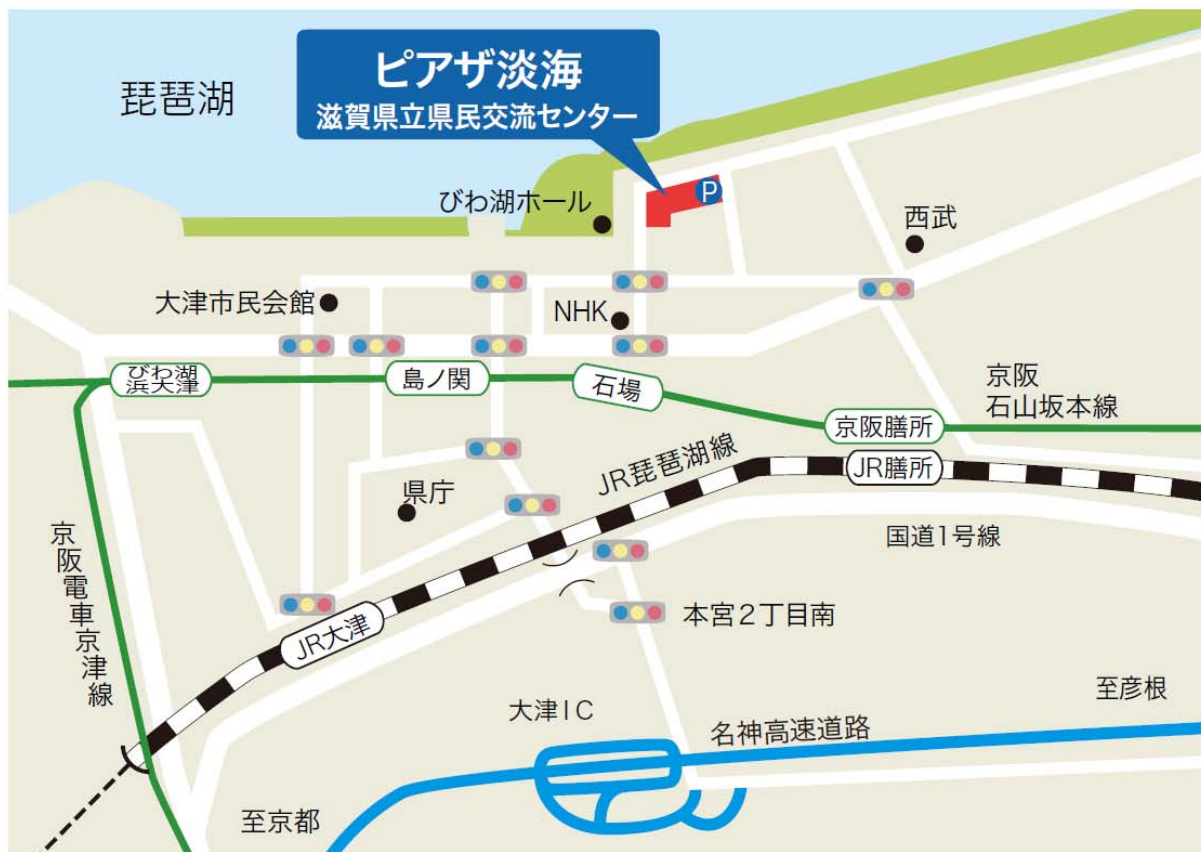 琵琶湖
ピアザ淡海
滋賀県立県民交流センター
P
びわ湖ホール
西武
大津市民会館
NHK
びわ湖
浜大津
島ノ関
石場
京阪
石山坂本線
京阪膳所
JR琵琶湖線
JR膳所
県庁
国道1号線
京阪電車京津線
JR大津
本宮2丁目南
大津IC
至彦根
名神高速道路
至京都